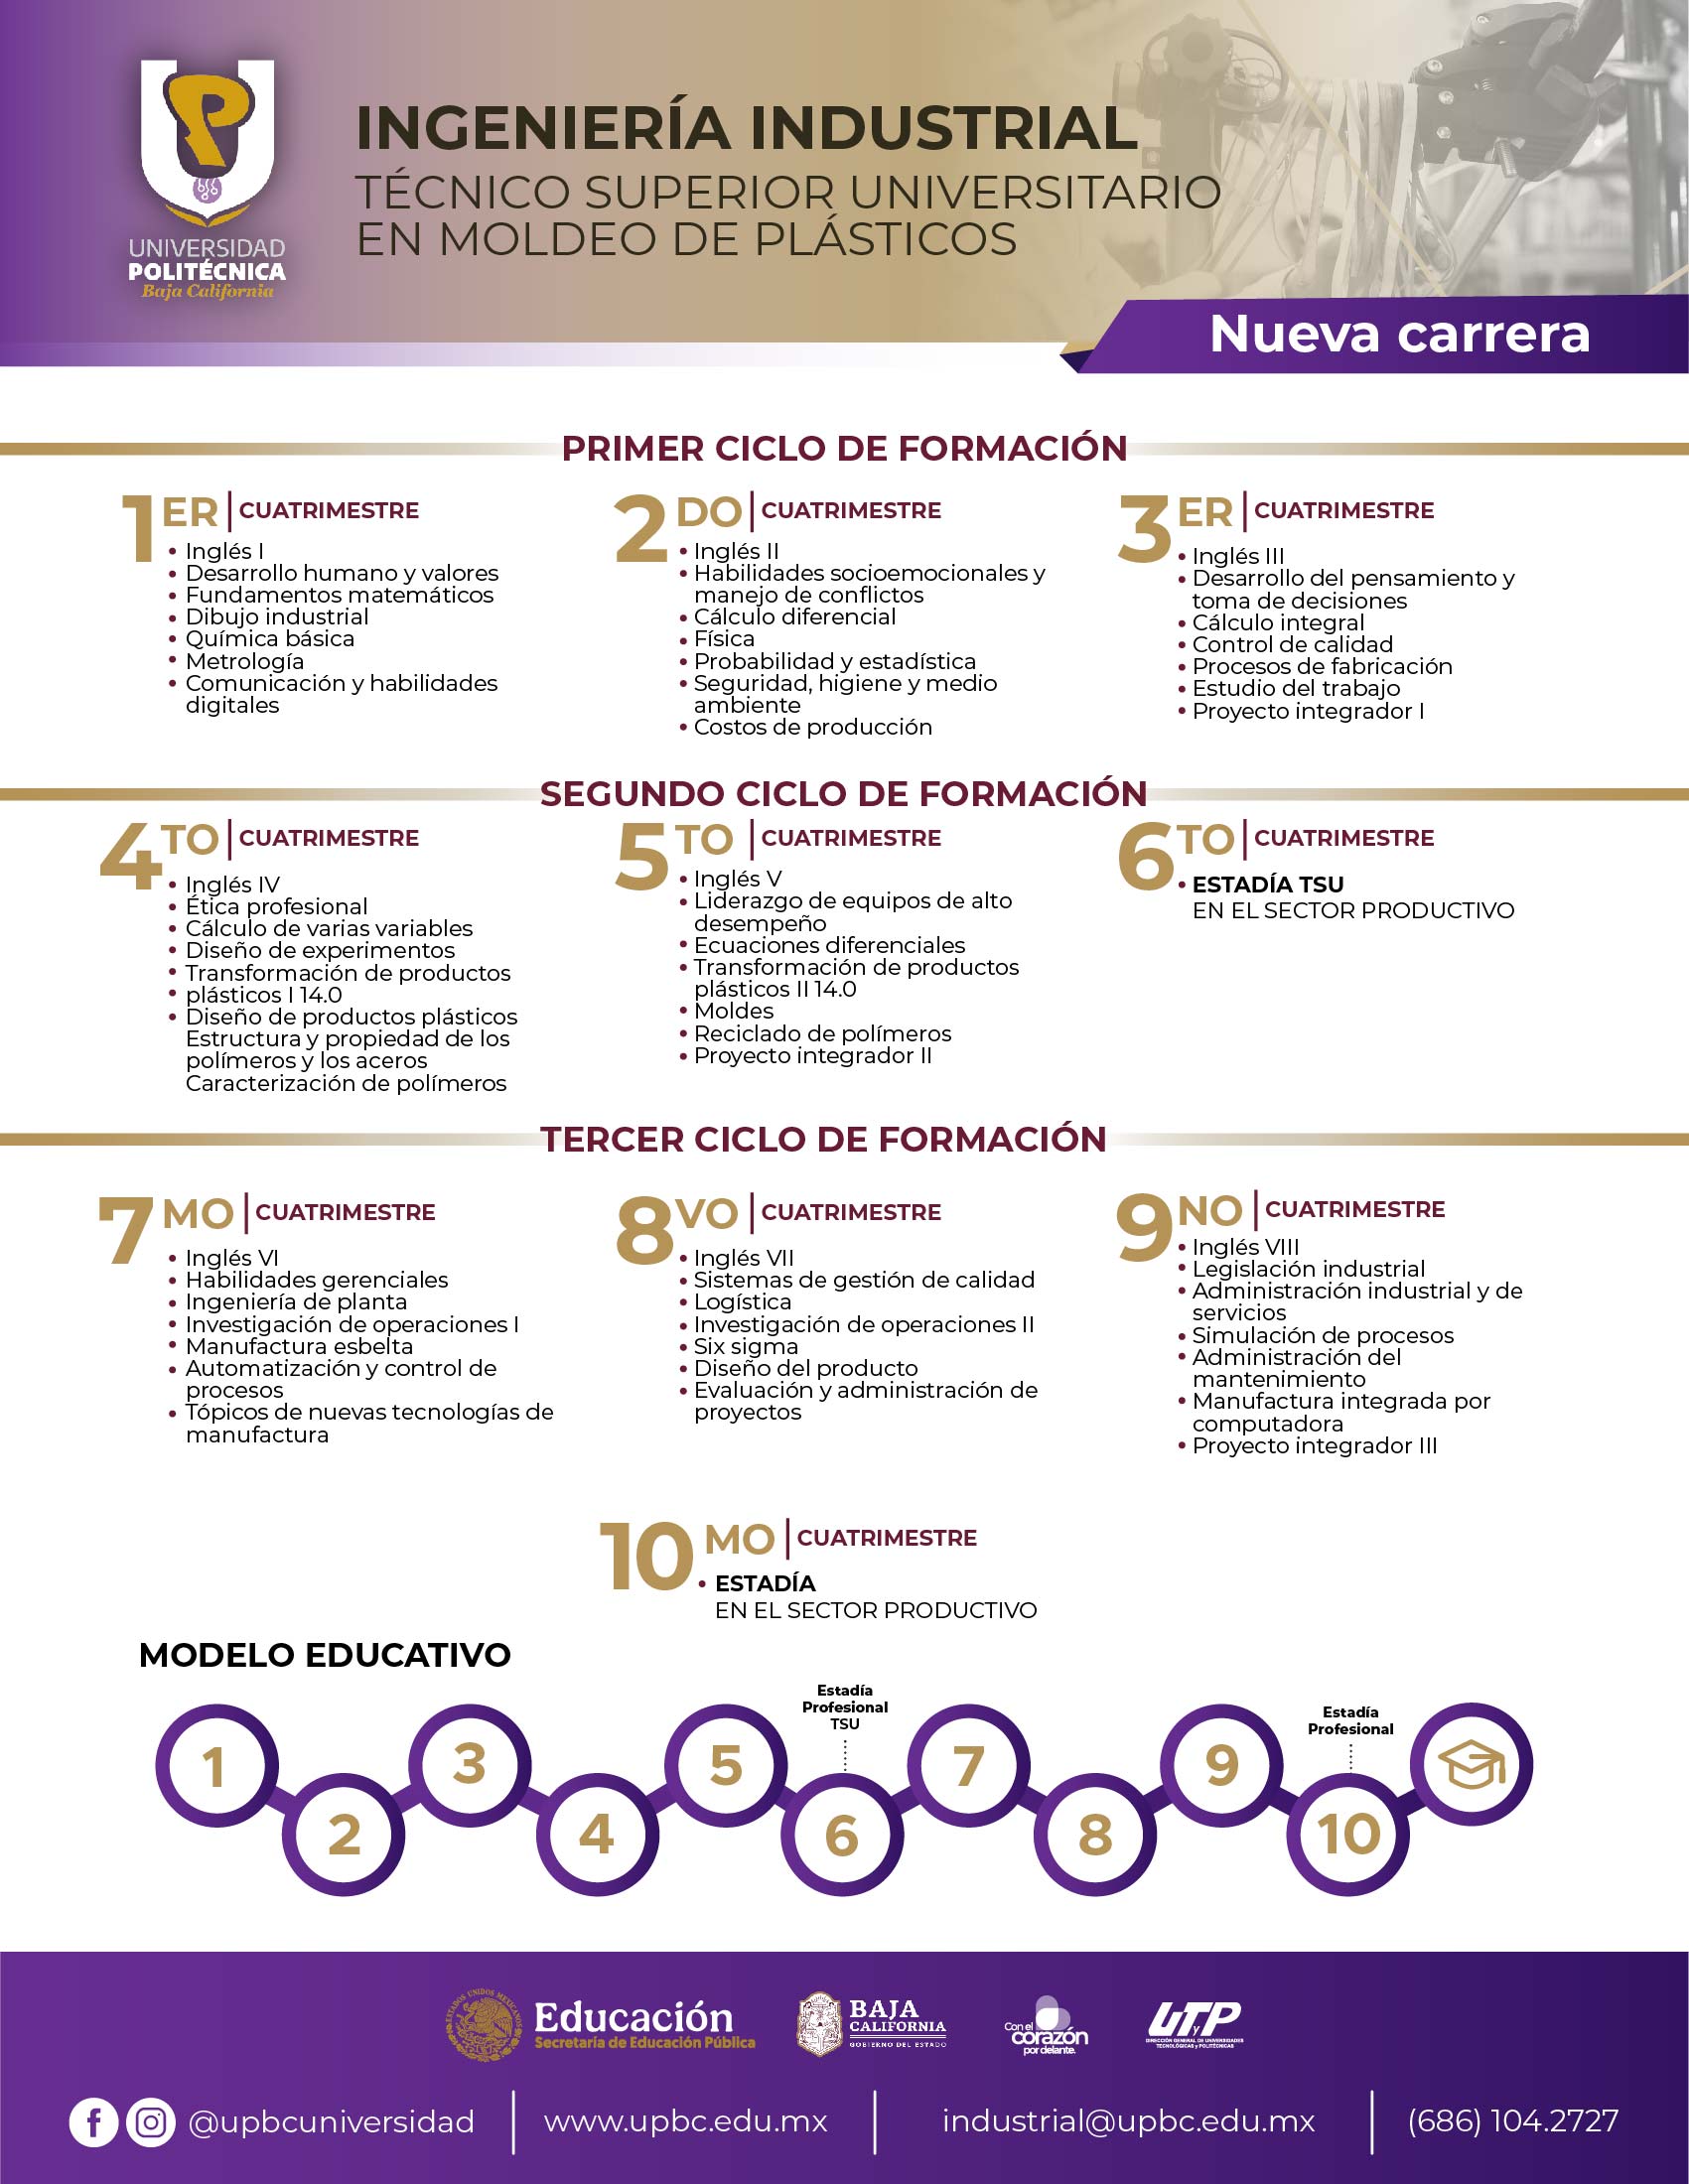 UNIVERSIDAD
POLITÉCNICA
Baja California
INGENIERÍA INDUSTRIAL
TÉCNICO SUPERIOR UNIVERSITARIO
EN MOLDEO DE PLÁSTICOS
Nueva carrera
PRIMER CICLO DE FORMACIÓN
1ER | CUATRIMESTRE
• Inglés I
• Desarrollo humano y valores
• Fundamentos matemáticos
• Dibujo industrial
• Química básica
• Metrología
• Comunicación y habilidades
digitales
2DO | CUATRIMESTRE
• Inglés II
• Habilidades socioemocionales y
manejo de conflictos
• Cálculo diferencial
• Física
• Probabilidad y estadística
• Seguridad, higiene y medio
ambiente
• Costos de producción
3ER | CUATRIMESTRE
• Inglés III
• Desarrollo del pensamiento y
toma de decisiones
• Cálculo integral
• Control de calidad
• Procesos de fabricación
• Estudio del trabajo
• Proyecto integrador I
SEGUNDO CICLO DE FORMACIÓN
4TO | CUATRIMESTRE
• Inglés IV
• Ética profesional
• Cálculo de varias variables
• Diseño de experimentos
• Transformación de productos
• plásticos I 14.0
• Diseño de productos plásticos
Estructura y propiedad de los
polímeros y los aceros
Caracterización de polímeros
5TO | CUATRIMESTRE
• Inglés V
• Liderazgo de equipos de alto
desempeño
• Ecuaciones diferenciales
• Transformación de productos
plásticos II 14.0
• Moldes
• Reciclado de polímeros
• Proyecto integrador II
6TO | CUATRIMESTRE
• ESTADÍA TSU
EN EL SECTOR PRODUCTIVO
TERCER CICLO DE FORMACIÓN
7MO | CUATRIMESTRE
• Inglés VI
• Habilidades gerenciales
• Ingeniería de planta
• Investigación de operaciones I
• Manufactura esbelta
• Automatización y control de
procesos
• Tópicos de nuevas tecnologías de
manufactura
8VO | CUATRIMESTRE
• Inglés VII
• Sistemas de gestión de calidad
• Logística
• Investigación de operaciones II
• Six sigma
• Diseño del producto
• Evaluación y administración de
proyectos
9NO | CUATRIMESTRE
• Inglés VIII
• Legislación industrial
• Administración industrial y de
servicios
• Simulación de procesos
• Administración del
mantenimiento
• Manufactura integrada por
computadora
• Proyecto integrador III
10MO | CUATRIMESTRE
• ESTADÍA
EN EL SECTOR PRODUCTIVO
MODELO EDUCATIVO
Estadía
Profesional
TSU
Estadía
Profesional
1
2
3
4
5
6
7
8
9
10
ESTADOS UNIDOS MEXICANOS
Educación
Secretaría de Educación Pública
BAJA
CALIFORNIA
GOBIERNO DEL ESTADO
Con el
corazón
por delante.
UTyP
DIRECCIÓN GENERAL DE UNIVERSIDADES
TECNOLÓGICAS y POLITÉCNICAS
@upbcuniversidad
www.upbc.edu.mx
industrial@upbc.edu.mx
(686) 104.2727